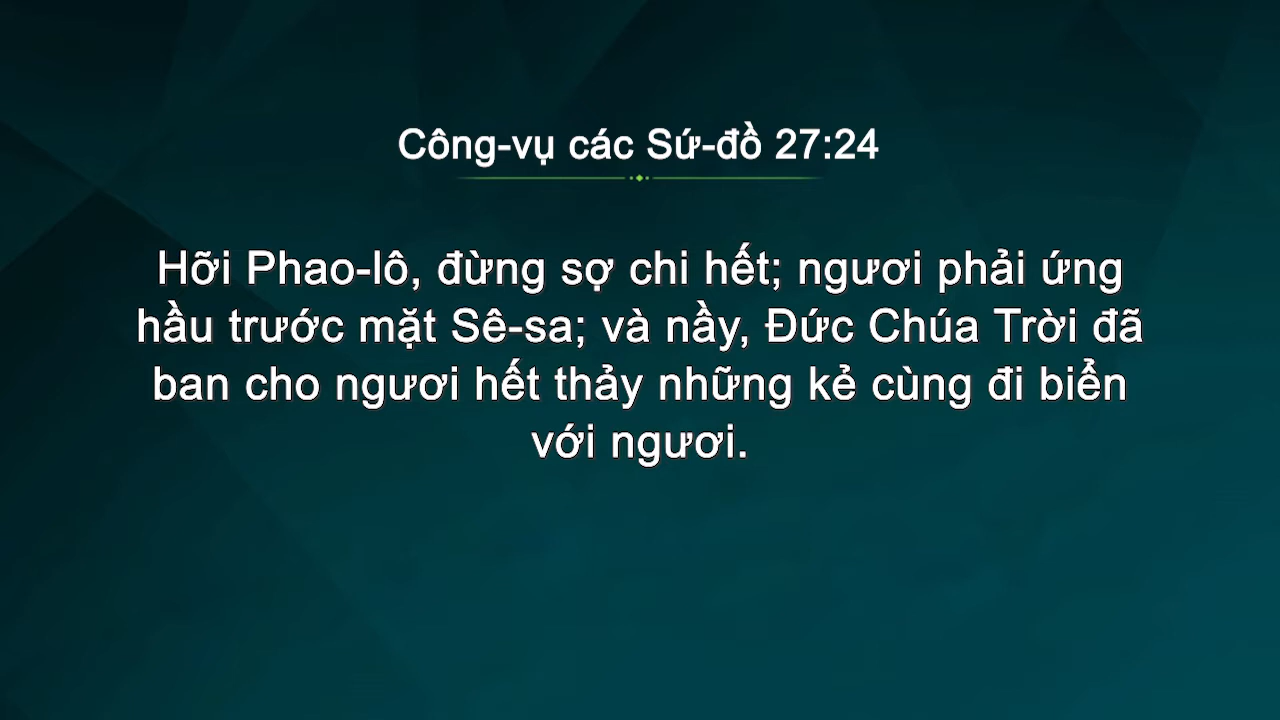 Công-vụ các Sứ-đồ 27:24
Hỡi Phao-lô, đừng sợ chi hết; ngươi phải ứng
hầu trước mặt Sê-sa; và nầy, Đức Chúa Trời đã
ban cho ngươi hết thảy những kẻ cùng đi biển
với ngươi.